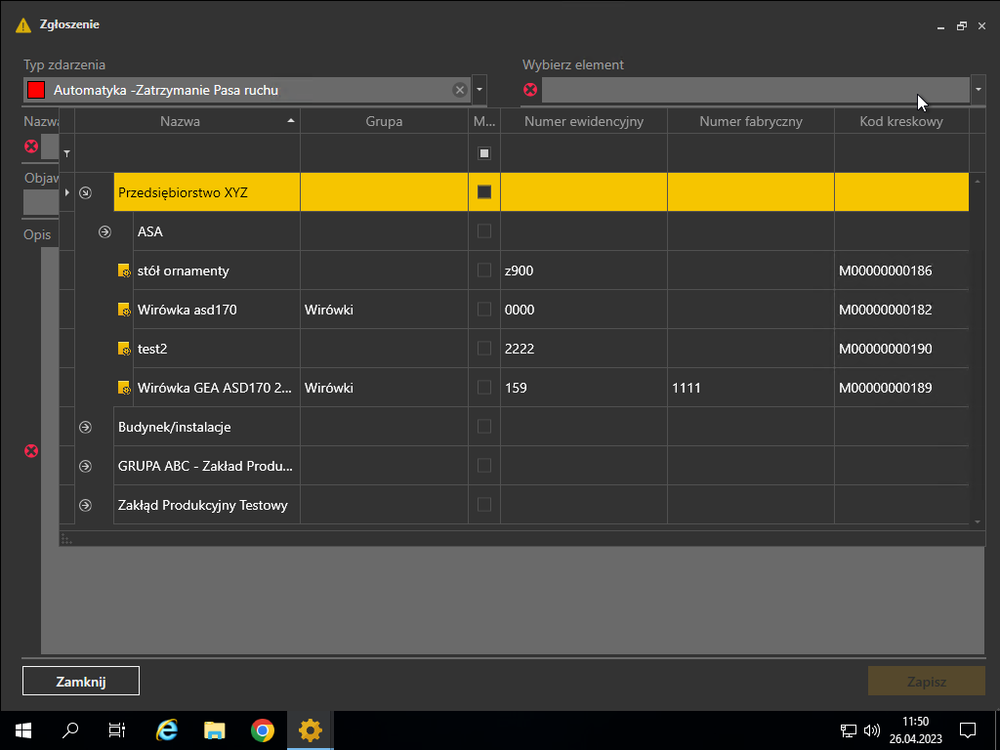 Zgłoszenie
Typ zdarzenia
Wybierz element
Automatyka -Zatrzymanie Pasa ruchu
Nazwa
Nazwa Grupa M... Numer ewidencyjny Numer fabryczny Kod kreskowy
Objaw
Przedsiębiorstwo XYZ
Opis
ASA
stół ornamenty z900 M00000000186
Wirówka asd170 Wirówki 0000 M00000000182
test2 2222 M00000000190
Wirówka GEA ASD170 2... Wirówki 159 1111 M00000000189
Budynek/instalacje
GRUPA ABC - Zakład Produ...
Zakłąd Produkcyjny Testowy
Zamknij
Zapisz
11:50
26.04.2023